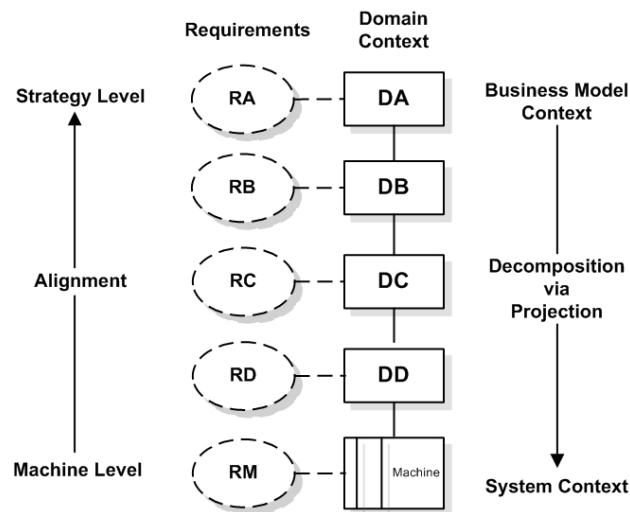 Requirements
Domain
Context
Strategy Level
RA
DA
Business Model
Context
RB
DB
Alignment
RC
DC
Decomposition
via
Projection
RD
DD
Machine Level
RM
Machine
System Context